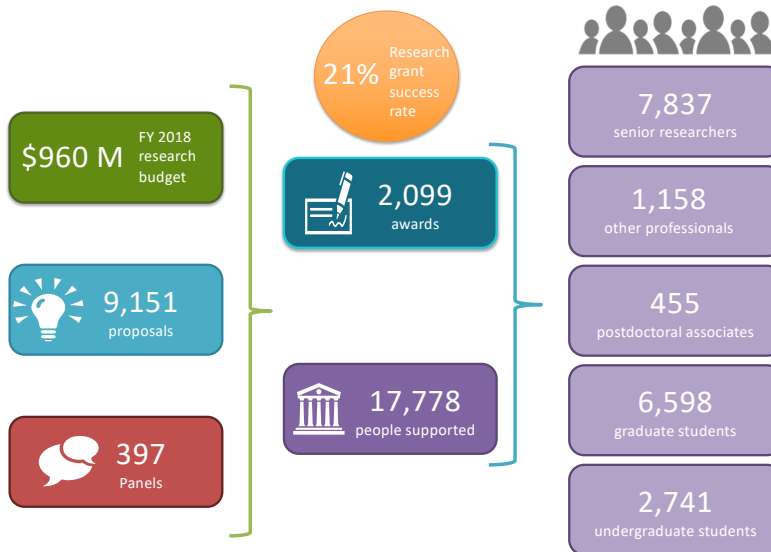 $960 M
FY 2018
research
budget
9,151
proposals
397
Panels
21%
Research
grant
success
rate
2,099
awards
17,778
people supported
7,837
senior researchers
1,158
other professionals
455
postdoctoral associates
6,598
graduate students
2,741
undergraduate students